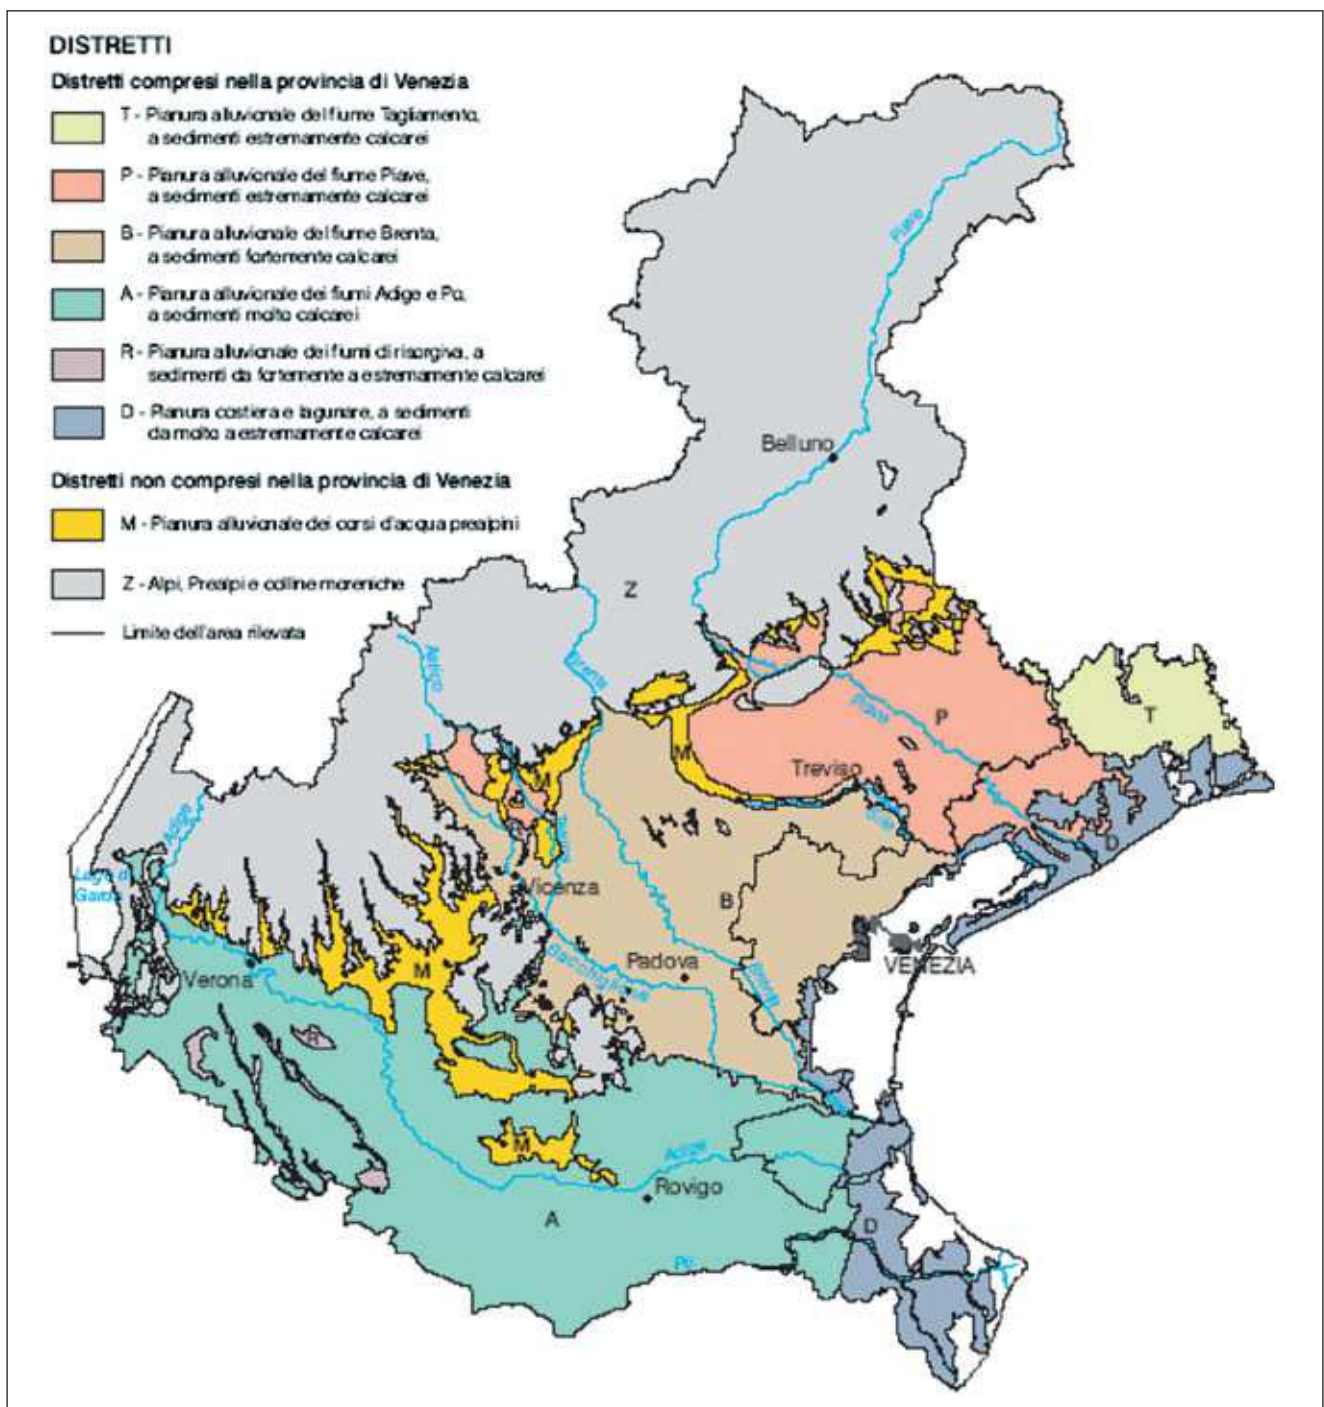 DISTRETTI
Distretti compresi nella provincia di Venezia
T - Pianura alluvionale del fiume Tagliamento,
a sedimenti estremamente calcarei
P - Pianura alluvionale del fiume Piave,
a sedimenti estremamente calcarei
B - Pianura alluvionale del fiume Brenta,
a sedimenti fortemente calcarei
A - Pianura alluvionale dei fiumi Adige e Po,
a sedimenti molto calcarei
R - Pianura alluvionale dei fiumi di risorgiva, a
sedimenti da fortemente a estremamente calcarei
D - Pianura costiera e lagunare, a sedimenti
da molto a estremamente calcarei
Distretti non compresi nella provincia di Venezia
M - Pianura alluvionale dei corsi d'acqua prealpini
Z - Alpi, Prealpi e colline moreniche
Limite dell'area rilevata
Piave
Belluno
Z
Astico
Brenta
Piave
P
T
M
M
Treviso
Sile
Adige
D
Lago di
Garda
Vicenza
B
M
Bacchiglione
Padova
Brenta
VENEZIA
Verona
R
M
Adige
Rovigo
A
D
Po